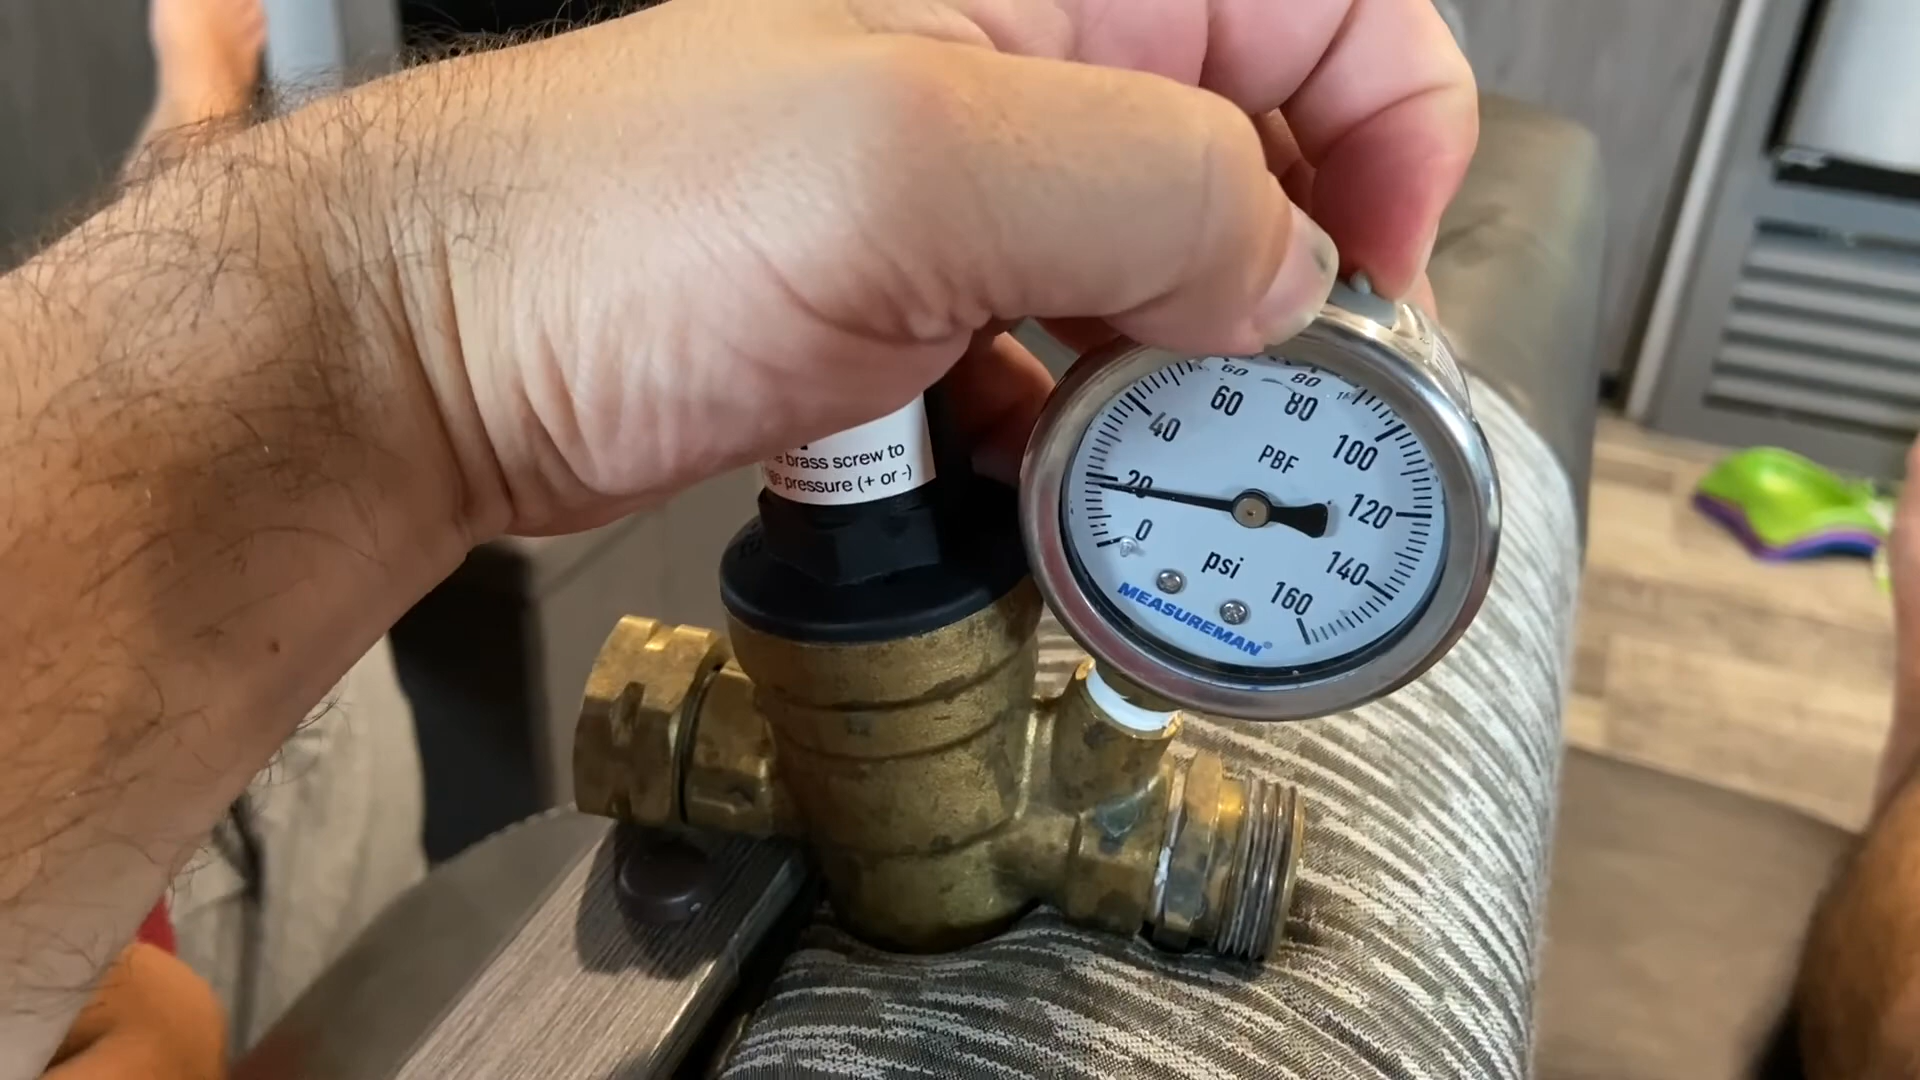 brass screw to
pressure (+ or -)
60 80
60 80
40 100
PBF
20 120
0 140
psi 160
MEASUREMAN®